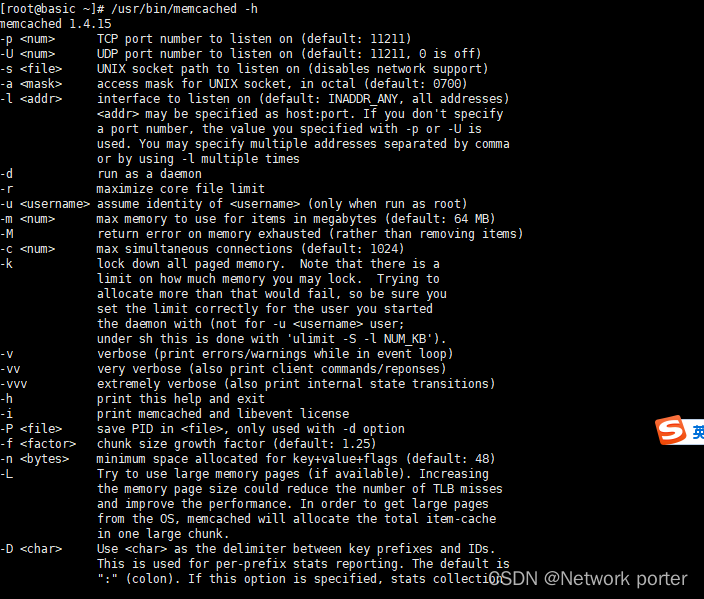 [root@basic ~]# /usr/bin/memcached -h
memcached 1.4.15
-p <num>      TCP port number to listen on (default: 11211)
-U <num>      UDP port number to listen on (default: 11211, 0 is off)
-s <file>     UNIX socket path to listen on (disables network support)
-a <mask>     access mask for UNIX socket, in octal (default: 0700)
-l <addr>     interface to listen on (default: INADDR_ANY, all addresses)
              <addr> may be specified as host:port. If you don't specify
              a port number, the value you specified with -p or -U is
              used. You may specify multiple addresses separated by comma
              or by using -l multiple times
-d            run as a daemon
-r            maximize core file limit
-u <username> assume identity of <username> (only when run as root)
-m <num>      max memory to use for items in megabytes (default: 64 MB)
-M            return error on memory exhausted (rather than removing items)
-c <num>      max simultaneous connections (default: 1024)
-k            lock down all paged memory.  Note that there is a
              limit on how much memory you may lock.  Trying to
              allocate more than that would fail, so be sure you
              set the limit correctly for the user you started
              the daemon with (not for -u <username> user;
              under sh this is done with 'ulimit -S -l NUM_KB').
-v            verbose (print errors/warnings while in event loop)
-vv           very verbose (also print client commands/reponses)
-vvv          extremely verbose (also print internal state transitions)
-h            print this help and exit
-i            print memcached and libevent license
-P <file>     save PID in <file>, only used with -d option
-f <factor>   chunk size growth factor (default: 1.25)
-n <bytes>    minimum space allocated for key+value+flags (default: 48)
-L            Try to use large memory pages (if available). Increasing
              the memory page size could reduce the number of TLB misses
              and improve the performance. In order to get large pages
              from the OS, memcached will allocate the total item-cache
              in one large chunk.
-D <char>     Use <char> as the delimiter between key prefixes and IDs.
              This is used for per-prefix stats reporting. The default is
              ":" (colon). If this option is specified, stats collection
S 英
CSDN @Network porter